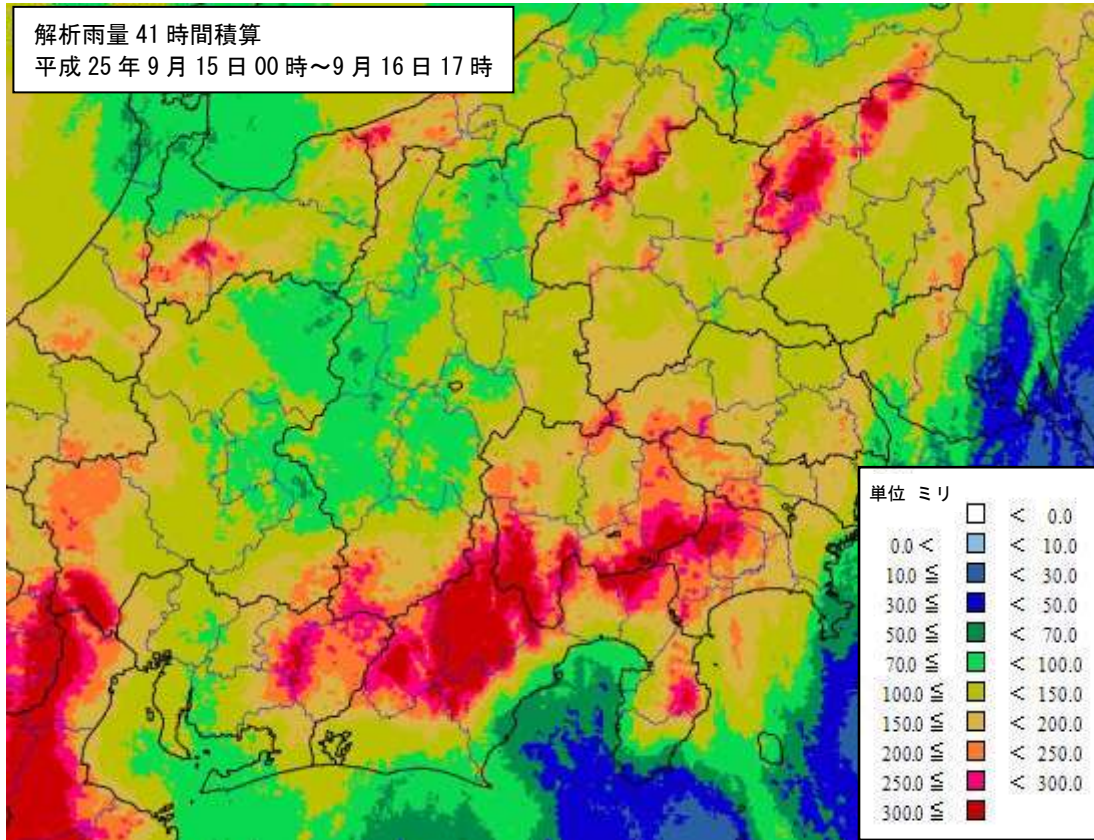 解析雨量 41 時間積算
平成 25 年 9 月 15 日 00 時～9 月 16 日 17 時
単位 ミリ
< 0.0
0.0 < < 10.0
10.0 ≦ < 30.0
30.0 ≦ < 50.0
50.0 ≦ < 70.0
70.0 ≦ < 100.0
100.0 ≦ < 150.0
150.0 ≦ < 200.0
200.0 ≦ < 250.0
250.0 ≦ < 300.0
300.0 ≦